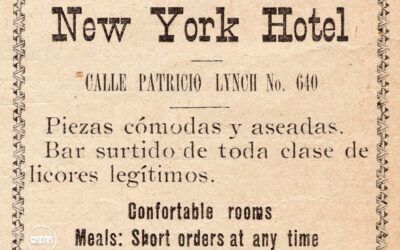 New York Hotel
CALLE PATRICIO LYNCH No. 640
Piezas cómodas y aseadas.
Bar surtido de toda clase de
licores legítimos.
Confortable rooms
Meals: Short orders at any time